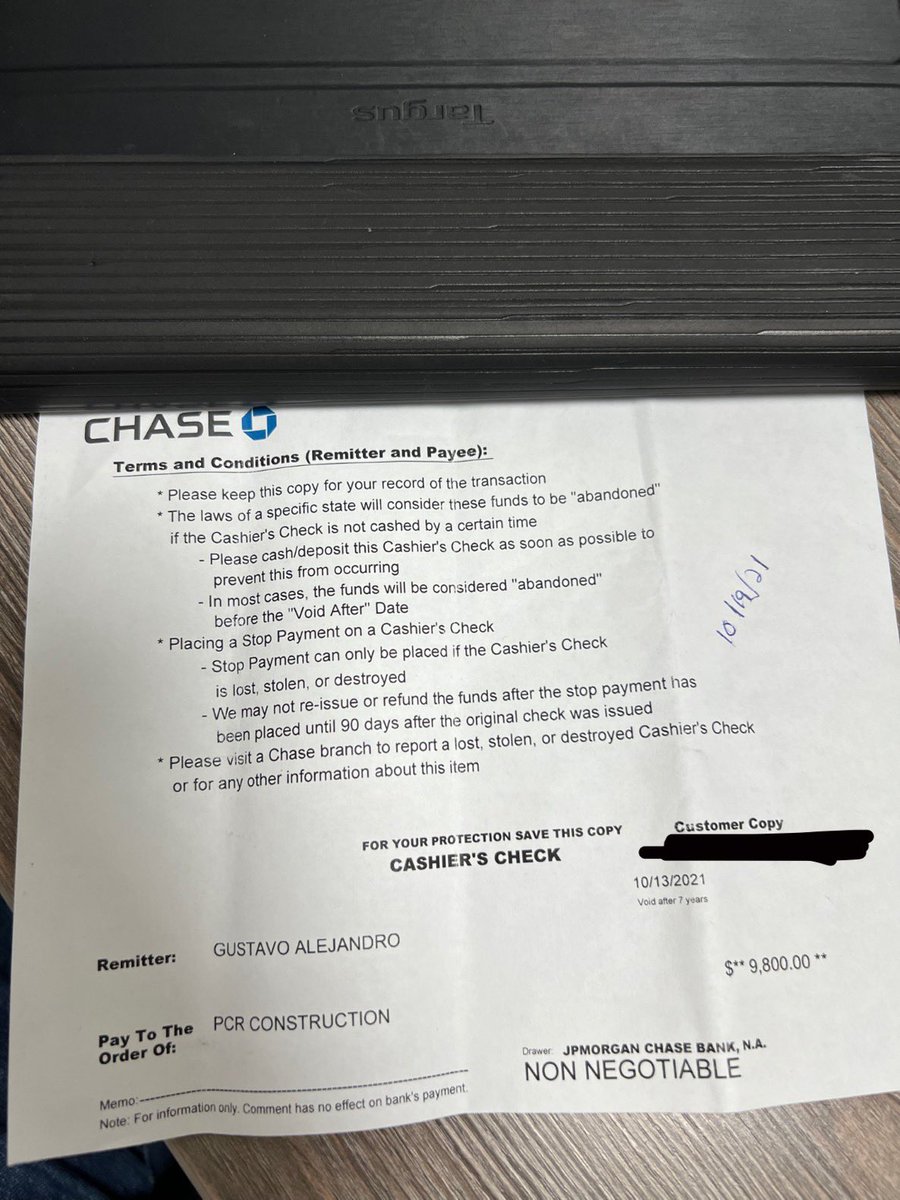 Targus
CHASE
Terms and Conditions (Remitter and Payee):
* Please keep this copy for your record of the transaction
* The laws of a specific state will consider these funds to be "abandoned"
if the Cashier's Check is not cashed by a certain time
- Please cash/deposit this Cashier's Check as soon as possible to
prevent this from occurring
- In most cases, the funds will be considered "abandoned"
before the "Void After" Date
* Placing a Stop Payment on a Cashier's Check
- Stop Payment can only be placed if the Cashier's Check
is lost, stolen, or destroyed
- We may not re-issue or refund the funds after the stop payment has
been placed until 90 days after the original check was issued
* Please visit a Chase branch to report a lost, stolen, or destroyed Cashier's Check
or for any other information about this item
10/19/21
FOR YOUR PROTECTION SAVE THIS COPY
CASHIER'S CHECK
Customer Copy
10/13/2021
Void after 7 years
Remitter: GUSTAVO ALEJANDRO
$** 9,800.00 **
Pay To The
Order Of: PCR CONSTRUCTION
Drawer: JPMORGAN CHASE BANK, N.A.
NON NEGOTIABLE
Memo:
Note: For information only. Comment has no effect on bank's payment.